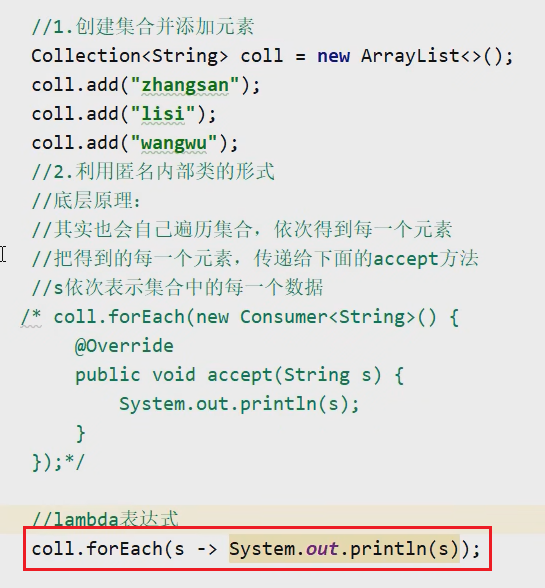 //1.创建集合并添加元素
Collection<String> coll = new ArrayList<>();
coll.add("zhangsan");
coll.add("lisi");
coll.add("wangwu");
//2.利用匿名内部类的形式
//底层原理：
//其实也会自己遍历集合，依次得到每一个元素
//把得到的每一个元素，传递给下面的accept方法
//s依次表示集合中的每一个数据
/* coll.forEach(new Consumer<String>() {
@Override
public void accept(String s) {
System.out.println(s);
}
});*/
//lambda表达式
coll.forEach(s -> System.out.println(s));